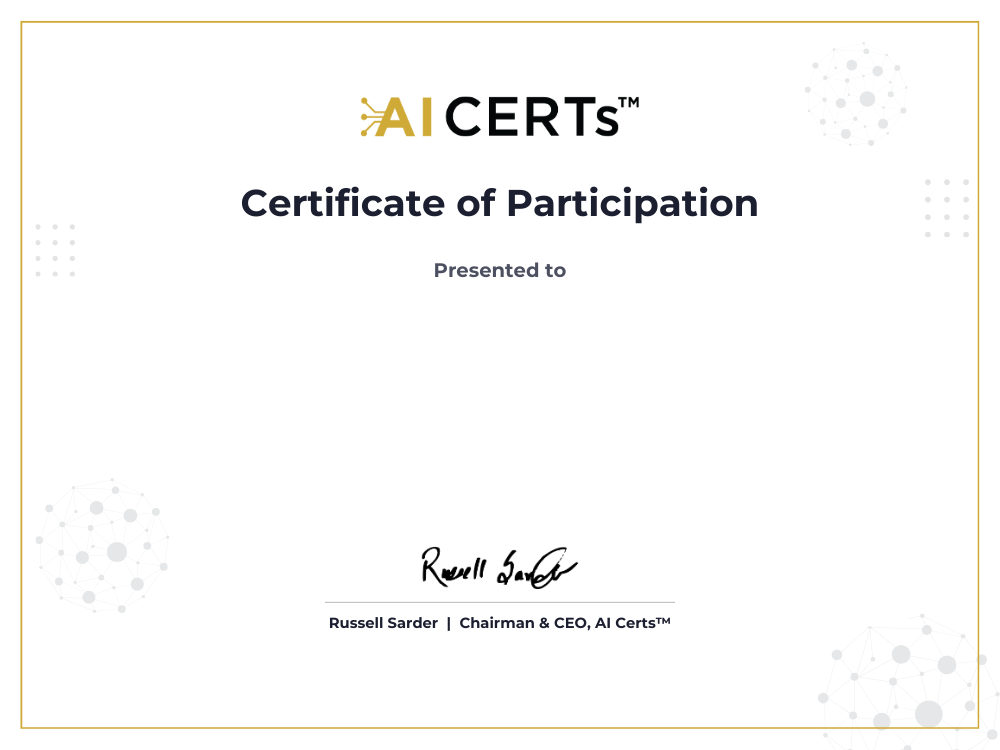 AI CERTs™
Certificate of Participation
Presented to
Russell Sarder
Russell Sarder | Chairman & CEO, AI Certs™